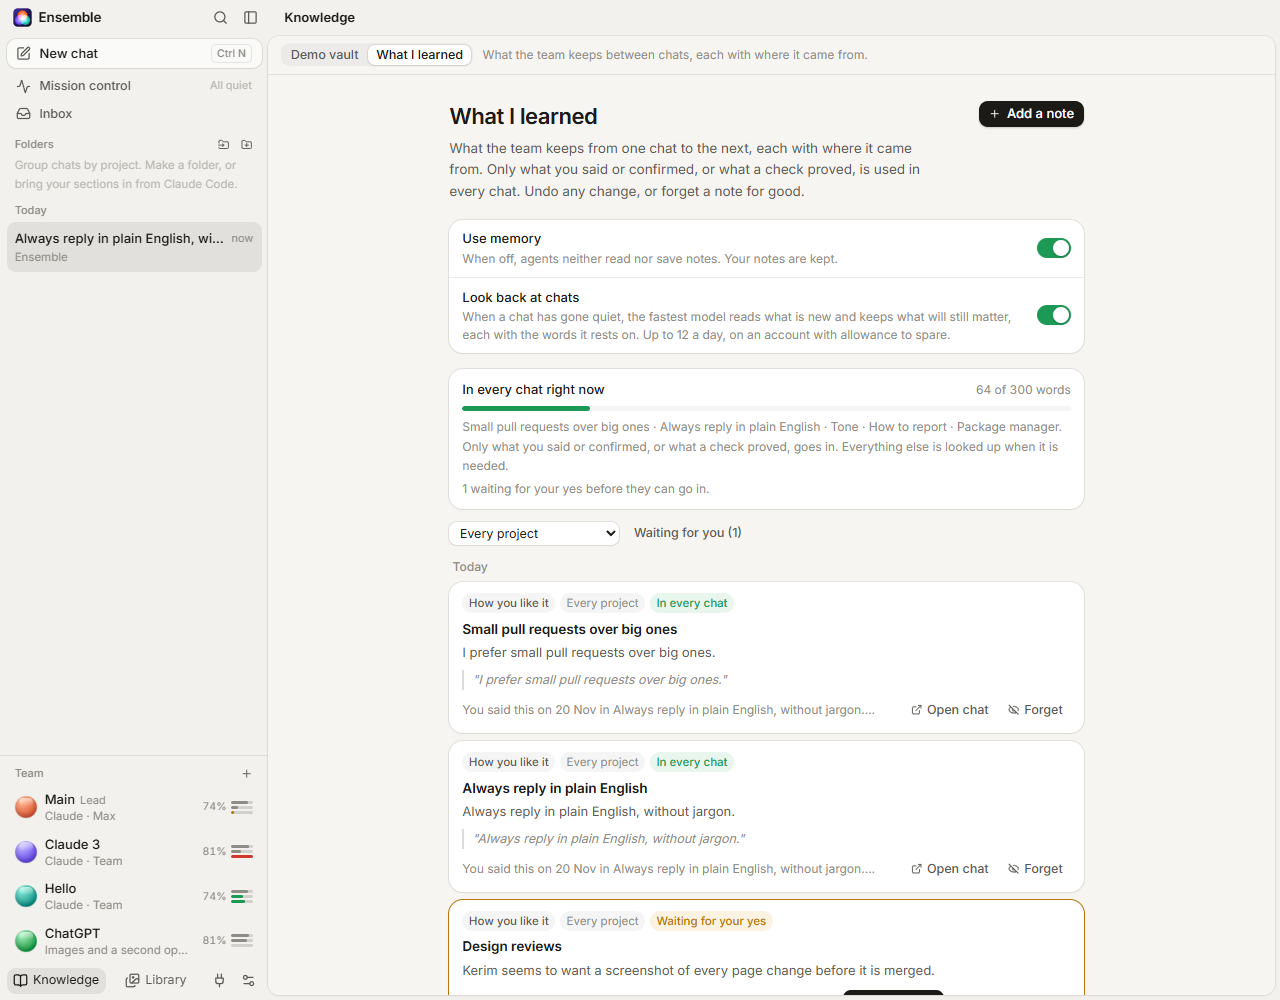 Ensemble
New chat
Ctrl N
Mission control
All quiet
Inbox
Folders
Group chats by project. Make a folder, or
bring your sections in from Claude Code.
Today
Always reply in plain English, wi...
now
Ensemble
Team
Main Lead
Claude · Max
74%
Claude 3
Claude · Team
81%
Hello
Claude · Team
74%
ChatGPT
Images and a second op...
81%
Knowledge
Library
Knowledge
Demo vault
What I learned
What the team keeps between chats, each with where it came from.
What I learned
+ Add a note
What the team keeps from one chat to the next, each with where it came
from. Only what you said or confirmed, or what a check proved, is used in
every chat. Undo any change, or forget a note for good.
Use memory
When off, agents neither read nor save notes. Your notes are kept.
Look back at chats
When a chat has gone quiet, the fastest model reads what is new and keeps what will still matter,
each with the words it rests on. Up to 12 a day, on an account with allowance to spare.
In every chat right now
64 of 300 words
Small pull requests over big ones · Always reply in plain English · Tone · How to report · Package manager.
Only what you said or confirmed, or what a check proved, goes in. Everything else is looked up when it is
needed.
1 waiting for your yes before they can go in.
Every project
Waiting for you (1)
Today
How you like it
Every project
In every chat
Small pull requests over big ones
I prefer small pull requests over big ones.
"I prefer small pull requests over big ones."
You said this on 20 Nov in Always reply in plain English, without jargon....
Open chat
Forget
How you like it
Every project
In every chat
Always reply in plain English
Always reply in plain English, without jargon.
"Always reply in plain English, without jargon."
You said this on 20 Nov in Always reply in plain English, without jargon....
Open chat
Forget
How you like it
Every project
Waiting for your yes
Design reviews
Kerim seems to want a screenshot of every page change before it is merged.